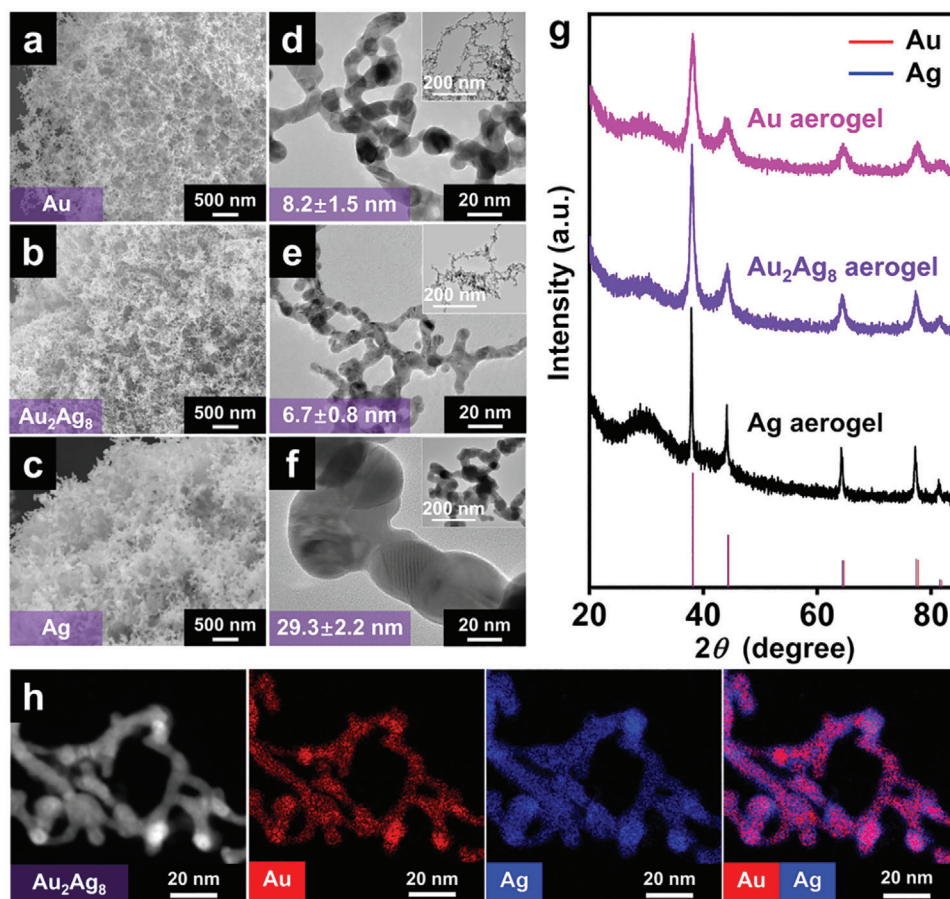 a
Au
500 nm
d
200 nm
8.2±1.5 nm
20 nm
b
Au₂Ag₈
500 nm
e
200 nm
6.7±0.8 nm
20 nm
c
Ag
500 nm
f
200 nm
29.3±2.2 nm
20 nm
g
Au
Ag
Au aerogel
Au₂Ag₈ aerogel
Ag aerogel
Intensity (a.u.)
20 40 60 80
2θ (degree)
h
Au₂Ag₈
20 nm
Au
20 nm
Ag
20 nm
Au Ag
20 nm